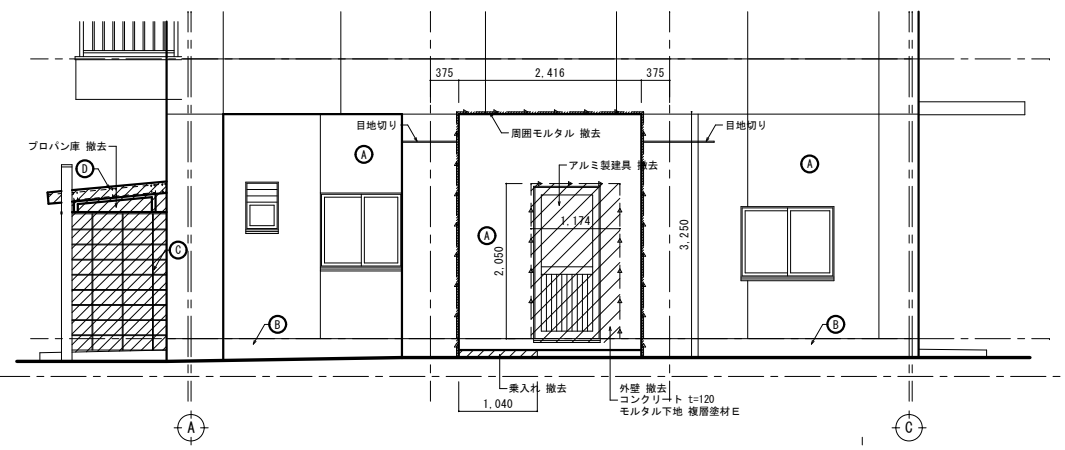 375
2,416
375
目地切り
周囲モルタル 撤去
目地切り
プロパン庫 撤去
A
アルミ製建具 撤去
A
D
1,174
A
C
2,050
3,250
B
B
乗入れ 撤去
1,040
外壁 撤去
コンクリート t=120
モルタル下地 複層塗材E
A
C